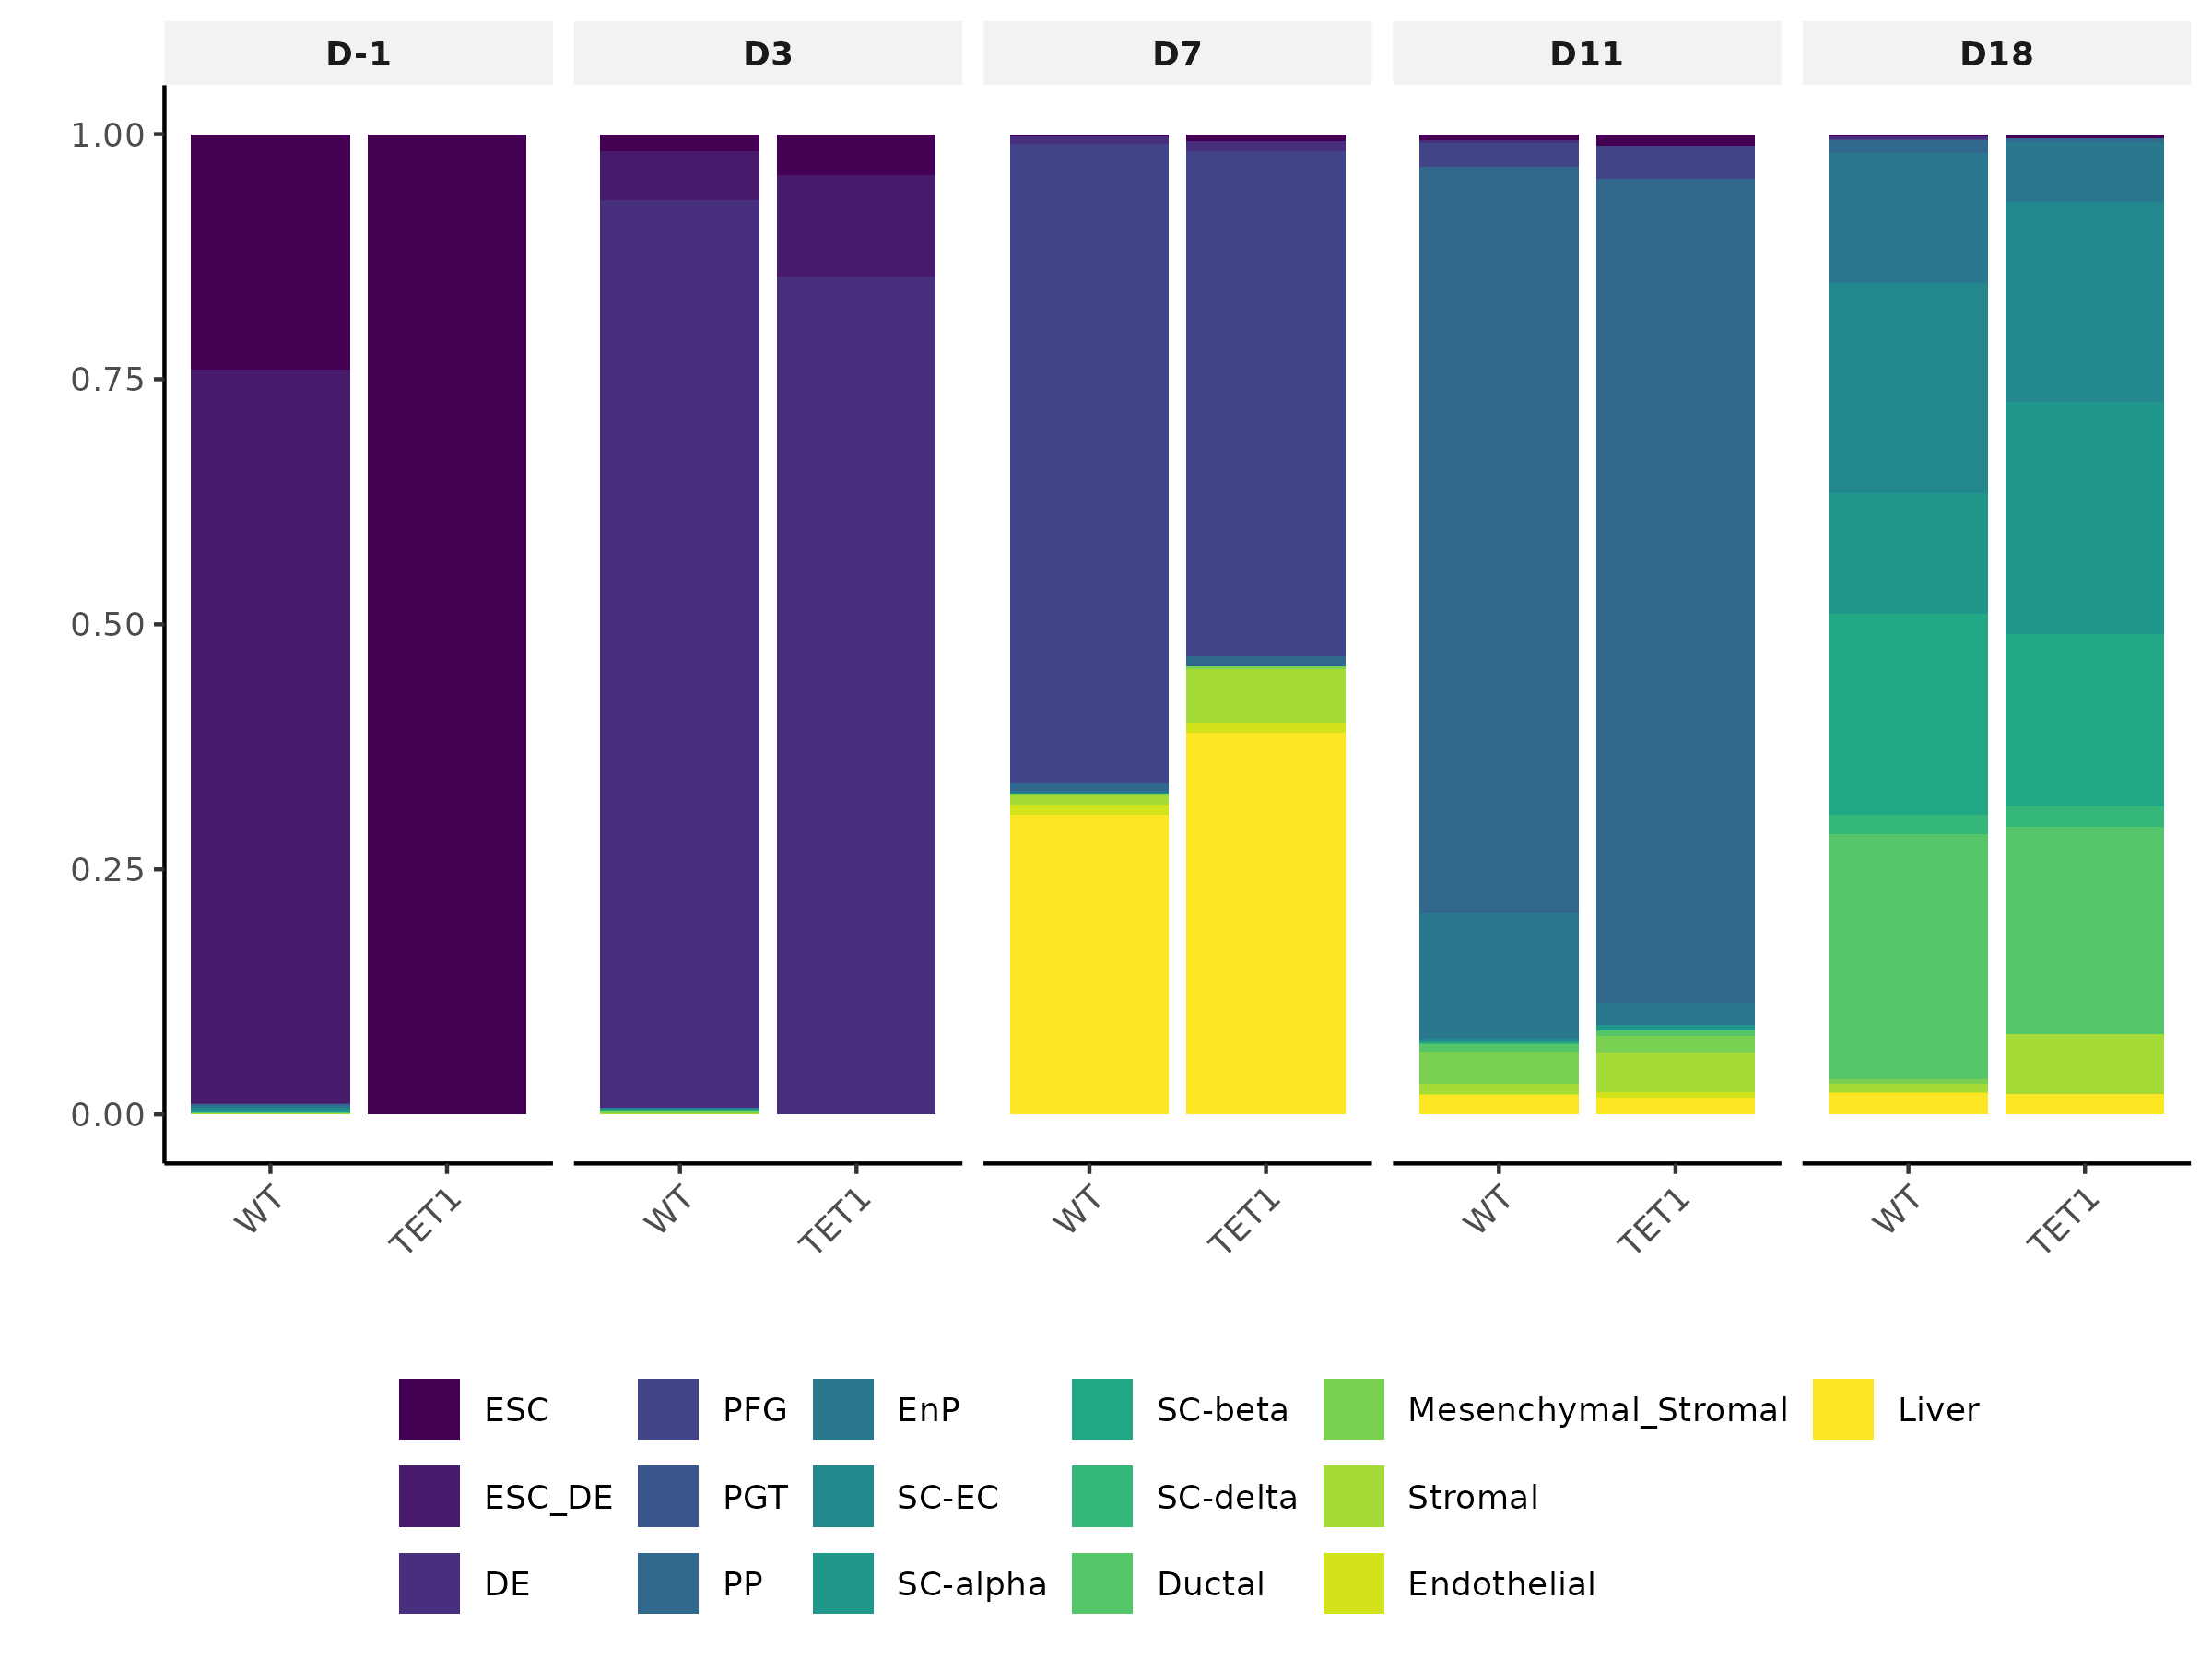 D-1 D3 D7 D11 D18
1.00
0.75
0.50
0.25
0.00
WT TET1 WT TET1 WT TET1 WT TET1 WT TET1
ESC PFG EnP SC-beta Mesenchymal_Stromal Liver
ESC_DE PGT SC-EC SC-delta Stromal
DE PP SC-alpha Ductal Endothelial